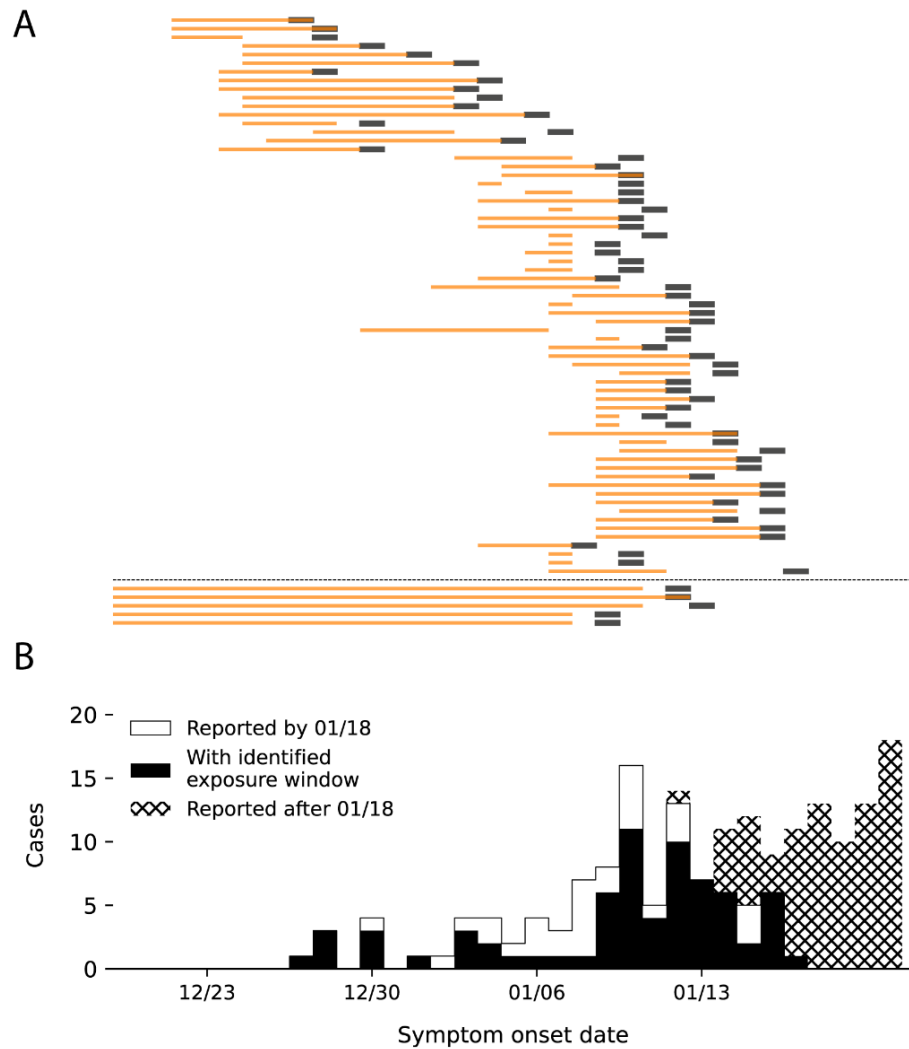 A
B
20
15
10
5
0
Cases
Reported by 01/18
With identified
exposure window
Reported after 01/18
12/23
12/30
01/06
01/13
Symptom onset date